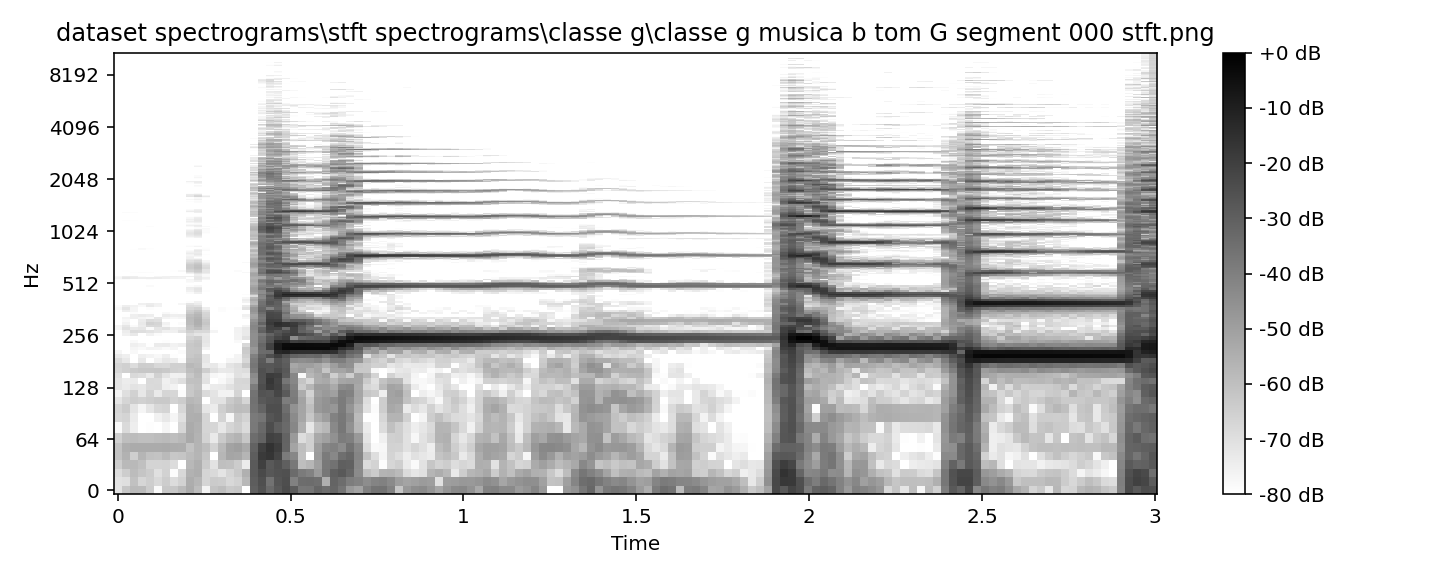 dataset spectrograms\stft spectrograms\classe g\classe g musica b tom G segment 000 stft.png
8192
4096
2048
1024
512
256
128
64
0
Hz
0
0.5
1
1.5
2
2.5
3
Time
+0 dB
-10 dB
-20 dB
-30 dB
-40 dB
-50 dB
-60 dB
-70 dB
-80 dB